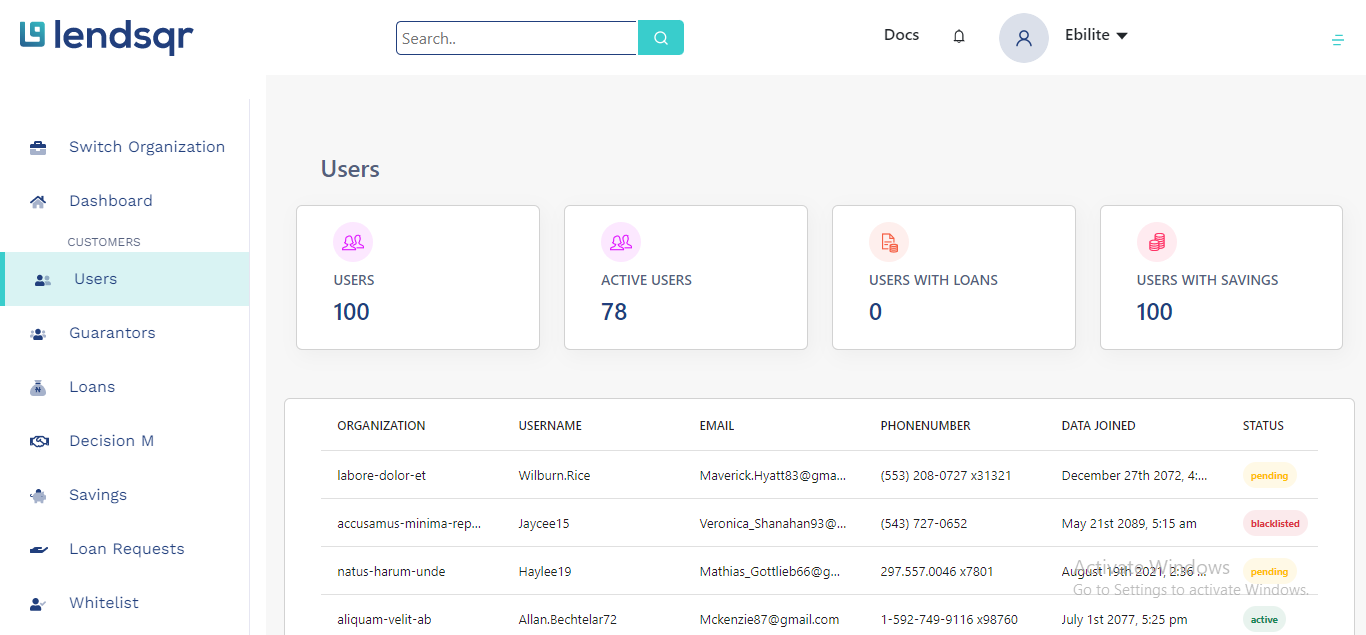 lendsqr
Search..
Docs
Ebilite
Switch Organization
Dashboard
CUSTOMERS
Users
Guarantors
Loans
Decision M
Savings
Loan Requests
Whitelist
Users
USERS
100
ACTIVE USERS
78
USERS WITH LOANS
0
USERS WITH SAVINGS
100
ORGANIZATION USERNAME EMAIL PHONENUMBER DATA JOINED STATUS
labore-dolor-et Wilburn.Rice Maverick.Hyatt83@gma... (553) 208-0727 x31321 December 27th 2072, 4:... pending
accusamus-minima-rep... Jaycee15 Veronica_Shanahan93@... (543) 727-0652 May 21st 2089, 5:15 am blacklisted
natus-harum-unde Haylee19 Mathias_Gottlieb66@g... 297.557.0046 x7801 August 19th 2021, 2:36 ... pending
aliquam-velit-ab Allan.Bechtelar72 Mckenzie87@gmail.com 1-592-749-9116 x98760 July 1st 2077, 5:25 pm active
Activate Windows
Go to Settings to activate Windows.